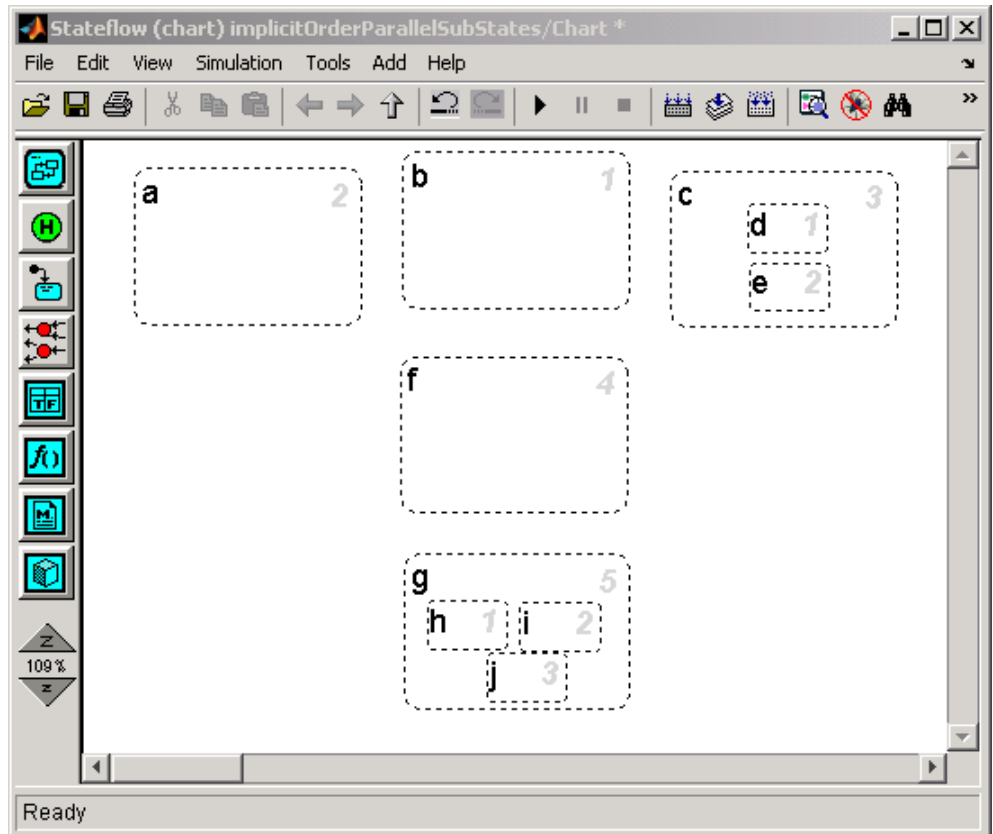 Stateflow (chart) implicitOrderParallelSubStates/Chart *
File Edit View Simulation Tools Add Help
»
H
a 2
b 1
c 3
d 1
e 2
TF
f 4
f()
M
g 5
h 1 i 2
j 3
Z
109%
Z
Ready